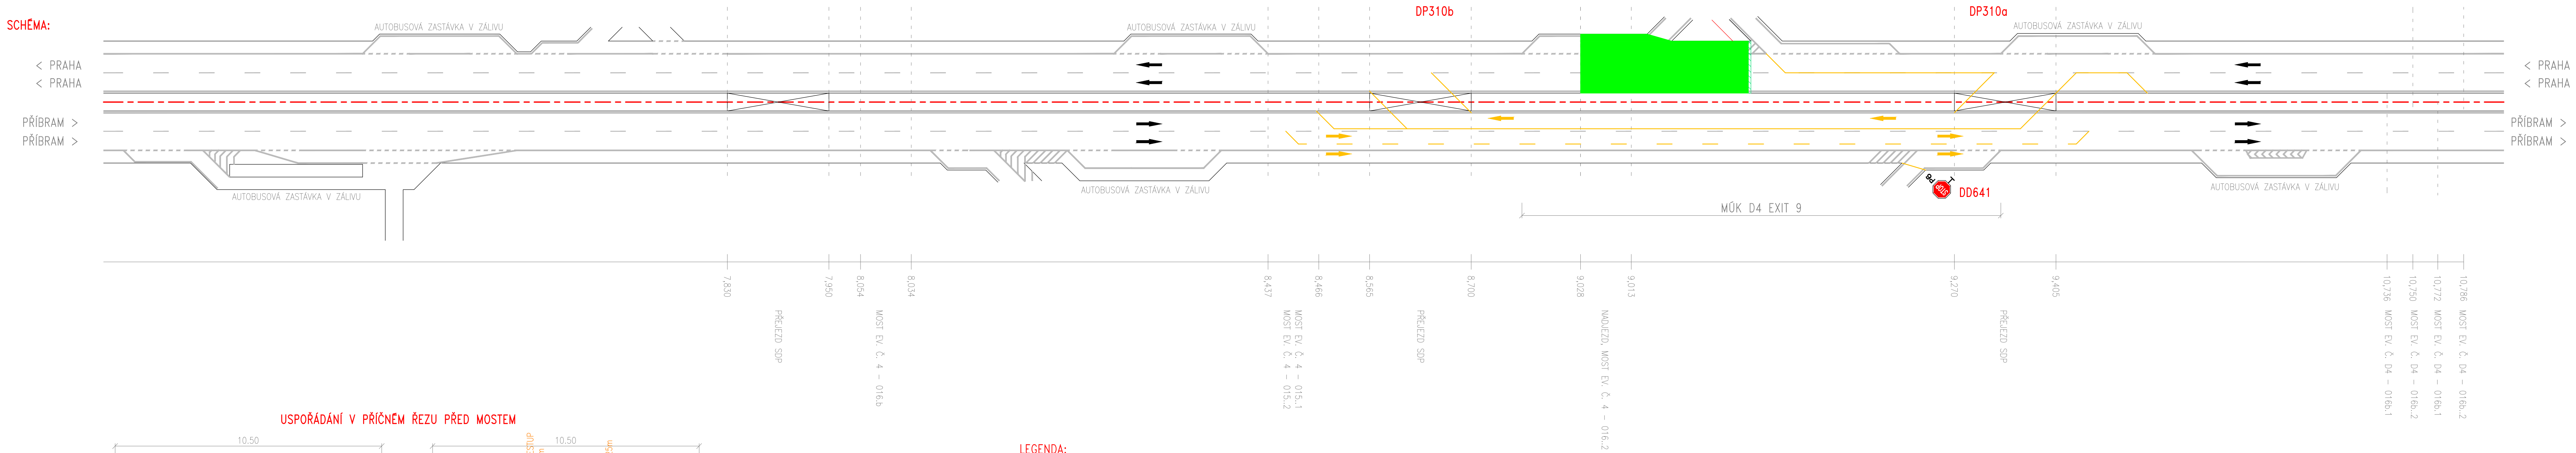 SCHÉMA:
DP310b
DP310a
AUTOBUSOVÁ ZASTÁVKA V ZÁLIVU
AUTOBUSOVÁ ZASTÁVKA V ZÁLIVU
AUTOBUSOVÁ ZASTÁVKA V ZÁLIVU
< PRAHA
< PRAHA
< PRAHA
< PRAHA
PŘÍBRAM >
PŘÍBRAM >
PŘÍBRAM >
PŘÍBRAM >
AUTOBUSOVÁ ZASTÁVKA V ZÁLIVU
AUTOBUSOVÁ ZASTÁVKA V ZÁLIVU
AUTOBUSOVÁ ZASTÁVKA V ZÁLIVU
P6
STOP
DD641
MÚK D4 EXIT 9
7,830
7,950
8,054
8,034
8,437
8,466
8,565
8,700
9,028
9,013
9,270
9,405
10,736
10,750
10,772
10,786
PŘEJEZD SDP
MOST EV. Č. 4 - 016.b
MOST EV. Č. 4 - 015..2
MOST EV. Č. 4 - 015..1
PŘEJEZD SDP
NADJEZD, MOST EV. Č. 4 - 016..2
PŘEJEZD SDP
MOST EV. Č. D4 - 016b.1
MOST EV. Č. D4 - 016b..2
MOST EV. Č. D4 - 016b.1
MOST EV. Č. D4 - 016b..2
USPOŘÁDÁNÍ V PŘÍČNÉM ŘEZU PŘED MOSTEM
10.50
10.50
LEGENDA: